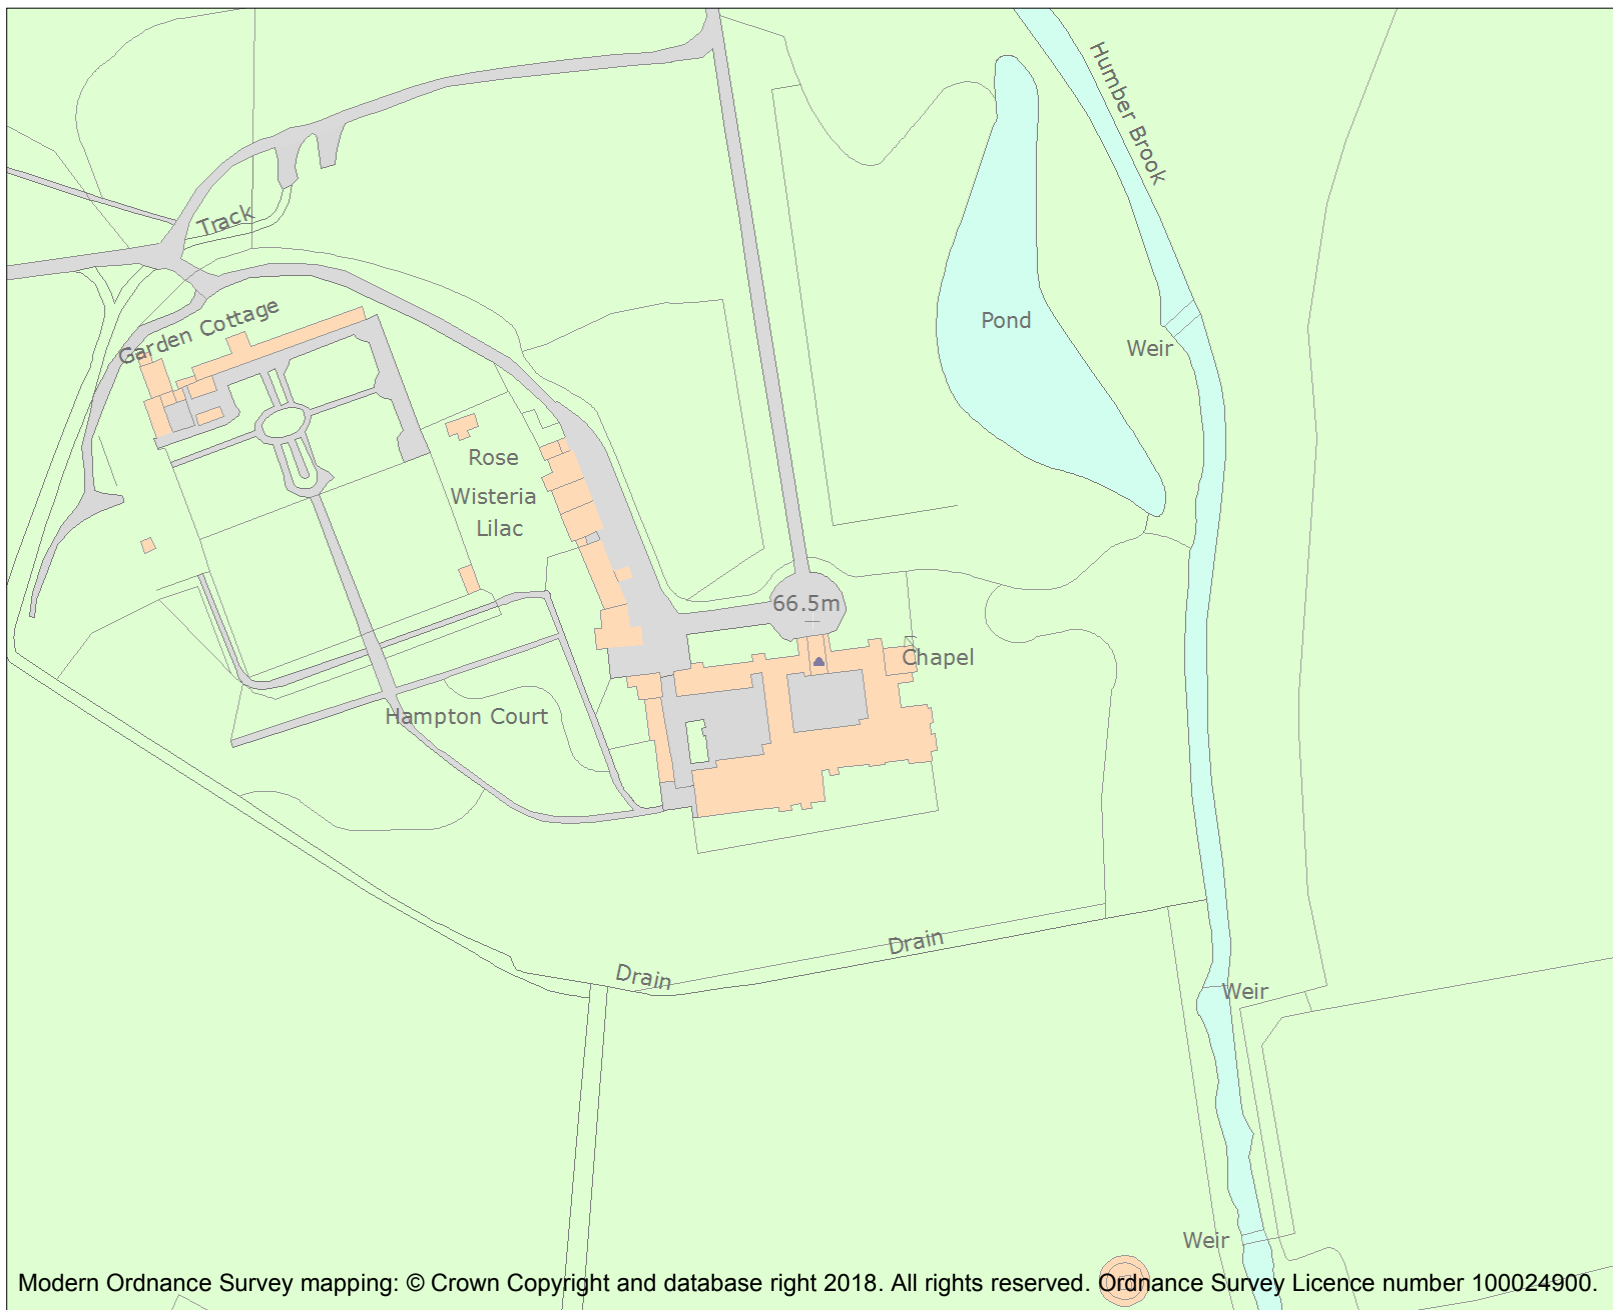 Humber Brook
Track
Garden Cottage
Pond
Weir
Rose
Wisteria
Lilac
66.5m
Chapel
Hampton Court
Drain
Drain
Weir
Weir
Modern Ordnance Survey mapping: © Crown Copyright and database right 2018. All rights reserved. Ordnance Survey Licence number 100024900.